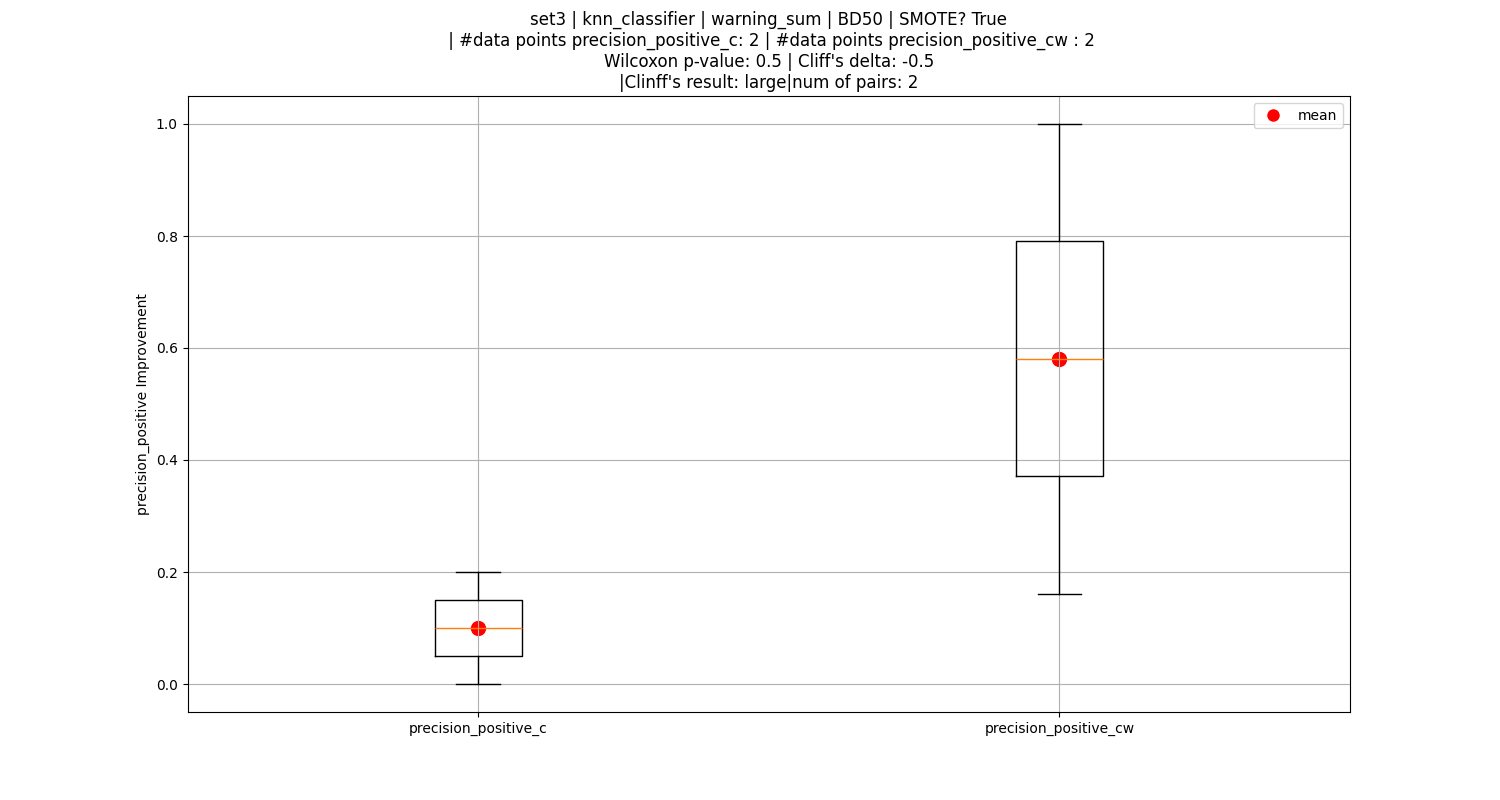 set3 | knn_classifier | warning_sum | BD50 | SMOTE? True
| #data points precision_positive_c: 2 | #data points precision_positive_cw : 2
Wilcoxon p-value: 0.5 | Cliff's delta: -0.5
|Clinff's result: large|num of pairs: 2
mean
1.0
0.8
0.6
0.4
0.2
0.0
precision_positive Improvement
precision_positive_c
precision_positive_cw